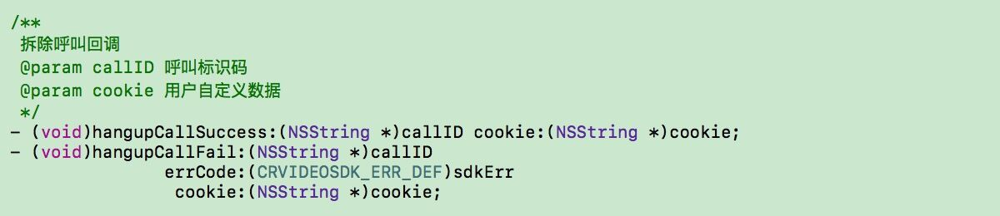 /**
拆除呼叫回调
@param callID 呼叫标识码
@param cookie 用户自定义数据
*/
- (void)hangupCallSuccess:(NSString *)callID cookie:(NSString *)cookie;
- (void)hangupCallFail:(NSString *)callID
errCode:(CRVIDEOSDK_ERR_DEF)sdkErr
cookie:(NSString *)cookie;